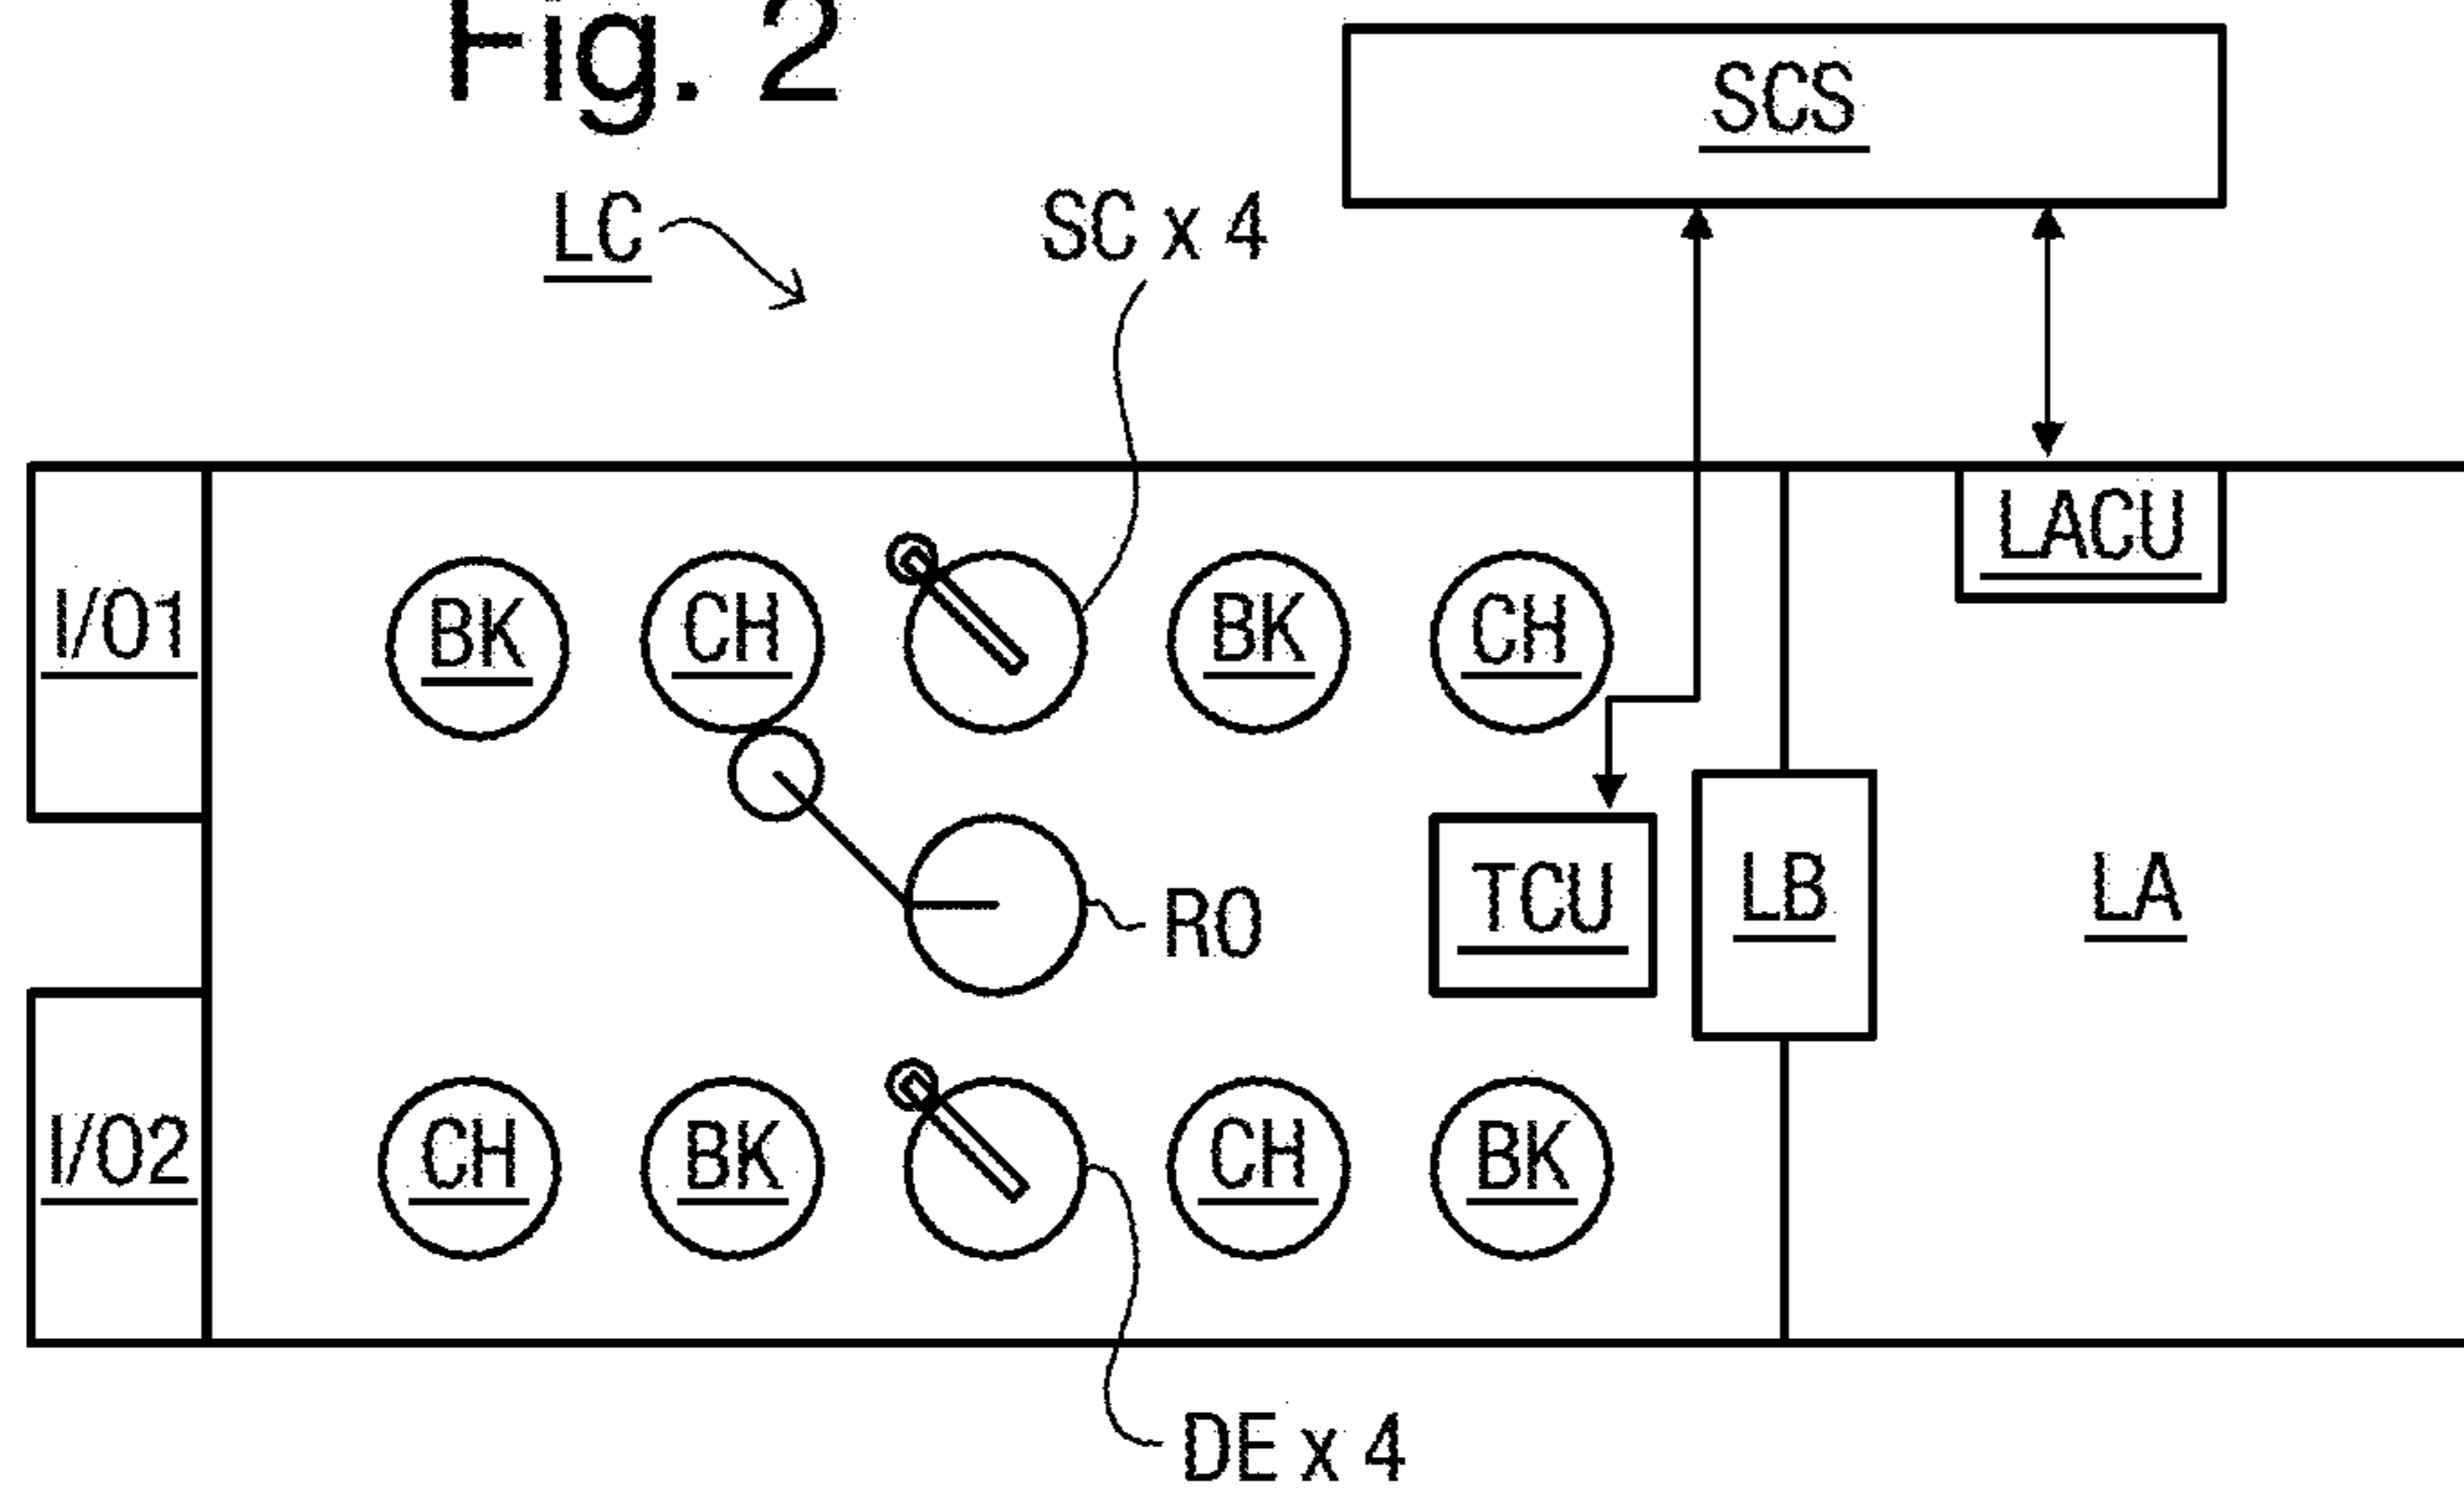 Fig. 2
SCS
LC
SC x 4
LACU
I/O1
BK
CH
BK
CH
TCU
LB
LA
RO
I/O2
CH
BK
CH
BK
DE x 4